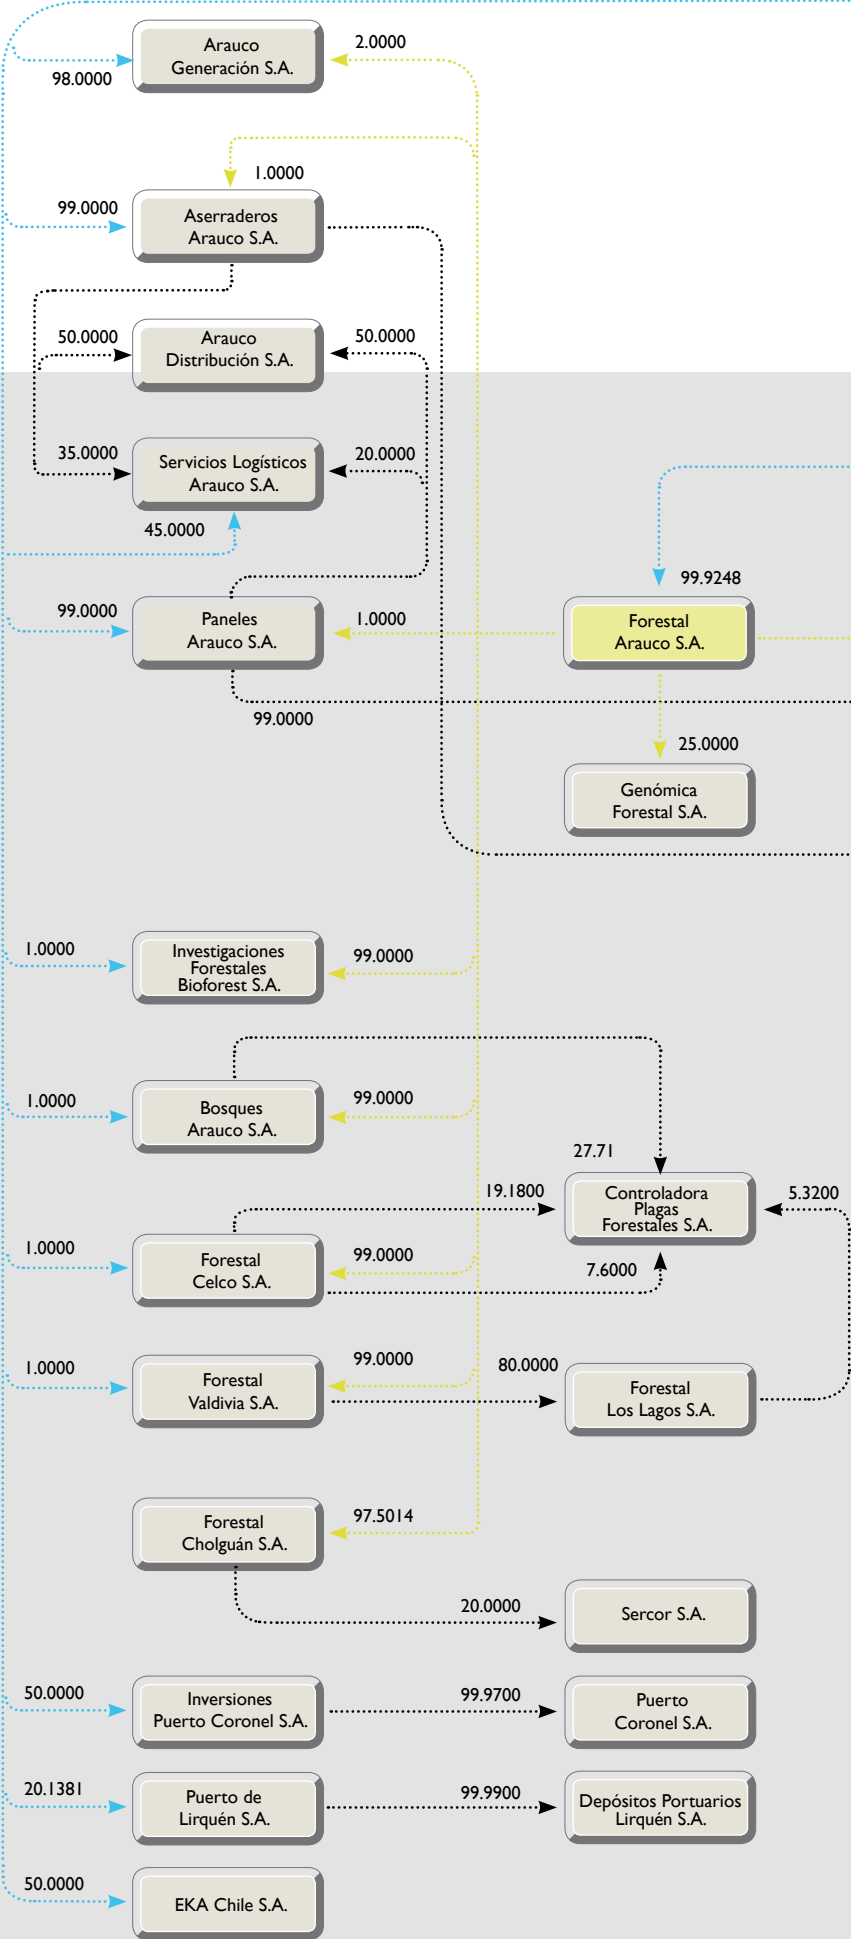 Arauco
Generación S.A.
2.0000
98.0000
1.0000
99.0000
Aserraderos
Arauco S.A.
50.0000
Arauco
Distribución S.A.
50.0000
35.0000
Servicios Logísticos
Arauco S.A.
20.0000
45.0000
99.9248
99.0000
Paneles
Arauco S.A.
1.0000
Forestal
Arauco S.A.
99.0000
25.0000
Genómica
Forestal S.A.
1.0000
Investigaciones
Forestales
Bioforest S.A.
99.0000
1.0000
Bosques
Arauco S.A.
99.0000
27.71
19.1800
Controladora
Plagas
Forestales S.A.
5.3200
1.0000
Forestal
Celco S.A.
99.0000
7.6000
1.0000
Forestal
Valdivia S.A.
99.0000
80.0000
Forestal
Los Lagos S.A.
Forestal
Cholguán S.A.
97.5014
20.0000
Sercor S.A.
50.0000
Inversiones
Puerto Coronel S.A.
99.9700
Puerto
Coronel S.A.
20.1381
Puerto de
Lirquén S.A.
99.9900
Depósitos Portuarios
Lirquén S.A.
50.0000
EKA Chile S.A.